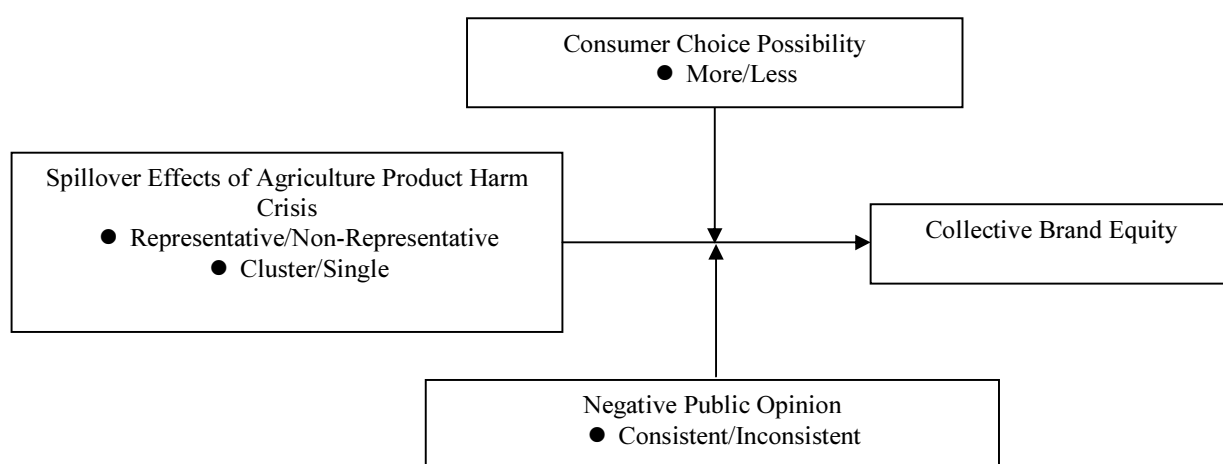 Consumer Choice Possibility
● More/Less
Spillover Effects of Agriculture Product Harm
Crisis
● Representative/Non-Representative
● Cluster/Single
Collective Brand Equity
Negative Public Opinion
● Consistent/Inconsistent